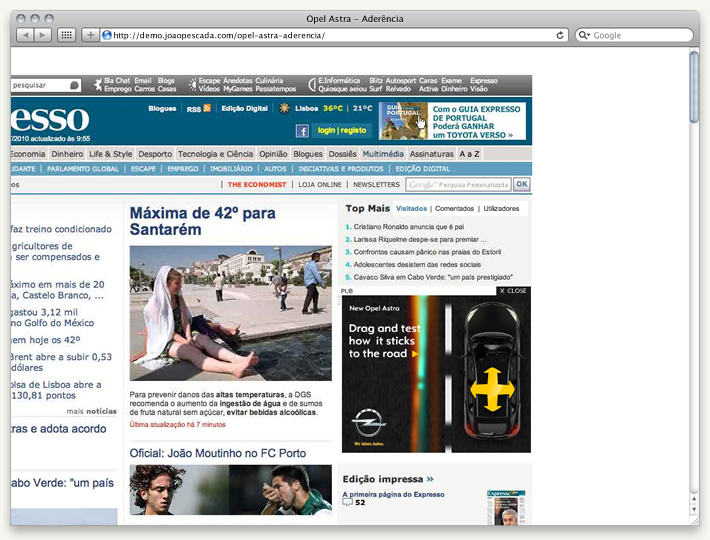 Opel Astra – Aderência
http://demo.joaopescada.com/opel-astra-aderencia/
Google
pesquisar
Bla Chat Email Blogs
Emprego Carros Casas
Escape Anedotas Culinária
Vídeos MyGames Passatempos
E.Informática Blitz Autosport Caras Exame Expresso
Quiosque aeiou Surf Relvado Activa Dinheiro Visão
esso
/2010 actualizado às 9:55
Blogues RSS Edição Digital Lisboa 36ºC | 21ºC
login | registo
GUIA
PORTUGAL
Com o GUIA EXPRESSO
DE PORTUGAL
Poderá GANHAR
um TOYOTA VERSO »
Economia Dinheiro Life & Style Desporto Tecnologia e Ciência Opinião Blogues Dossiês Multimédia Assinaturas A a Z
UDANTE | PARLAMENTO GLOBAL | ESCAPE | EMPREGO | IMOBILIÁRIO | AUTOS | INICIATIVAS E PRODUTOS | EDIÇÃO DIGITAL
os
THE ECONOMIST | LOJA ONLINE | NEWSLETTERS
Google Pesquisa Personalizada OK
faz treino condicionado
gricultores de
ser compensados e
áximo em mais de 20
, Castelo Branco, ...
gastou 3,12 mil
no Golfo do México
em hoje os 42º
Brent abre a subir 0,53
dólares
olsa de Lisboa abre a
130,81 pontos
mais notícias
ras e adota acordo
abo Verde: "um país
Máxima de 42º para
Santarém
Para prevenir danos das altas temperaturas, a DGS
recomenda o aumento da ingestão de água e de sumos
de fruta natural sem açúcar, evitar bebidas alcoólicas.
Última atualização há 7 minutos
Oficial: João Moutinho no FC Porto
Top Mais Visitados | Comentados | Utilizadores
1. Cristiano Ronaldo anuncia que é pai
2. Larissa Riquelme despe-se para premiar ...
3. Confrontos causam pânico nas praias do Estoril
4. Adolescentes desistem das redes sociais
5. Cavaco Silva em Cabo Verde: "um país prestigiado"
PUB
X CLOSE
New Opel Astra
Drag and test
how it sticks
to the road
OPEL
Wir leben Autos.
Edição impressa »
A primeira página do Expresso
52
Expresso